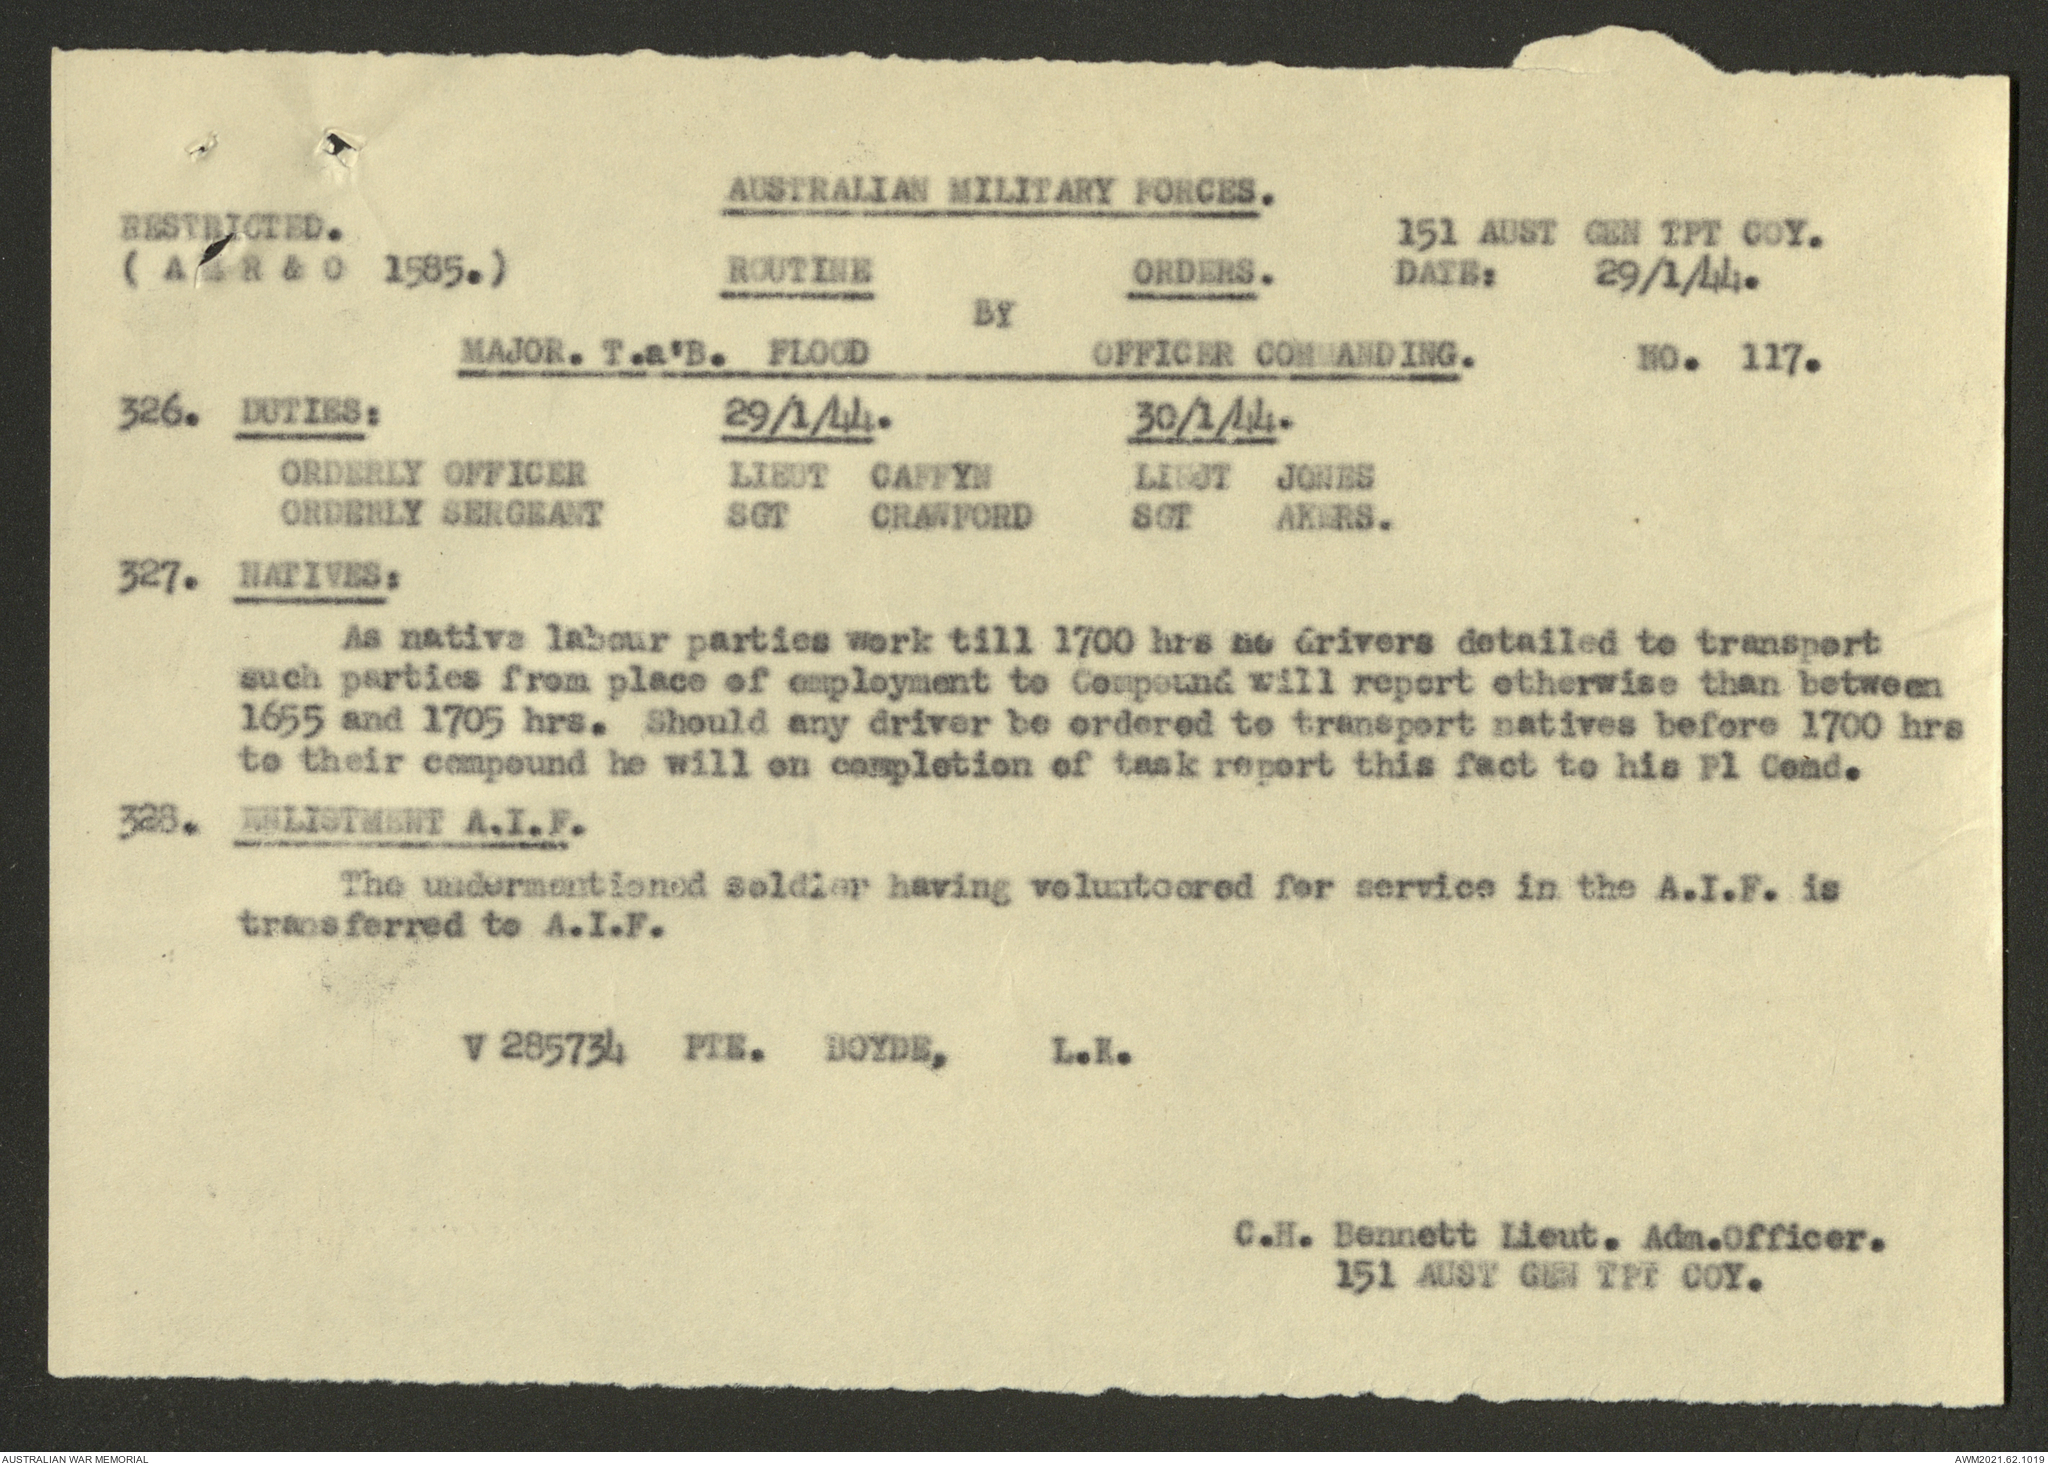 AUSTRALIAN MILITARY FORCES.
RESTRICTED. 151 AUST GEN TPT COY.
( A M R & O 1585.) ROUTINE ORDERS. DATE: 29/1/44.
BY
MAJOR. T.a'B. FLOOD OFFICER COMMANDING. NO. 117.
326. DUTIES: 29/1/44. 30/1/44.
ORDERLY OFFICER LIEUT CAFFYN LIEUT JONES
ORDERLY SERGEANT SGT CRAWFORD SGT AKERS.
327. NATIVES:
As native labour parties work till 1700 hrs no drivers detailed to transport
such parties from place of employment to Compound will report otherwise than between
1655 and 1705 hrs. Should any driver be ordered to transport natives before 1700 hrs
to their compound he will on completion of task report this fact to his Pl Comd.
328. ENLISTMENT A.I.F.
The undermentioned soldier having volunteered for service in the A.I.F. is
transferred to A.I.F.
V 285734 PTE. BOYDE,
C.H. Bennett Lieut. Adm.Officer.
151 AUST GEN TPT COY.
AUSTRALIAN WAR MEMORIAL AWM2021.62.1019